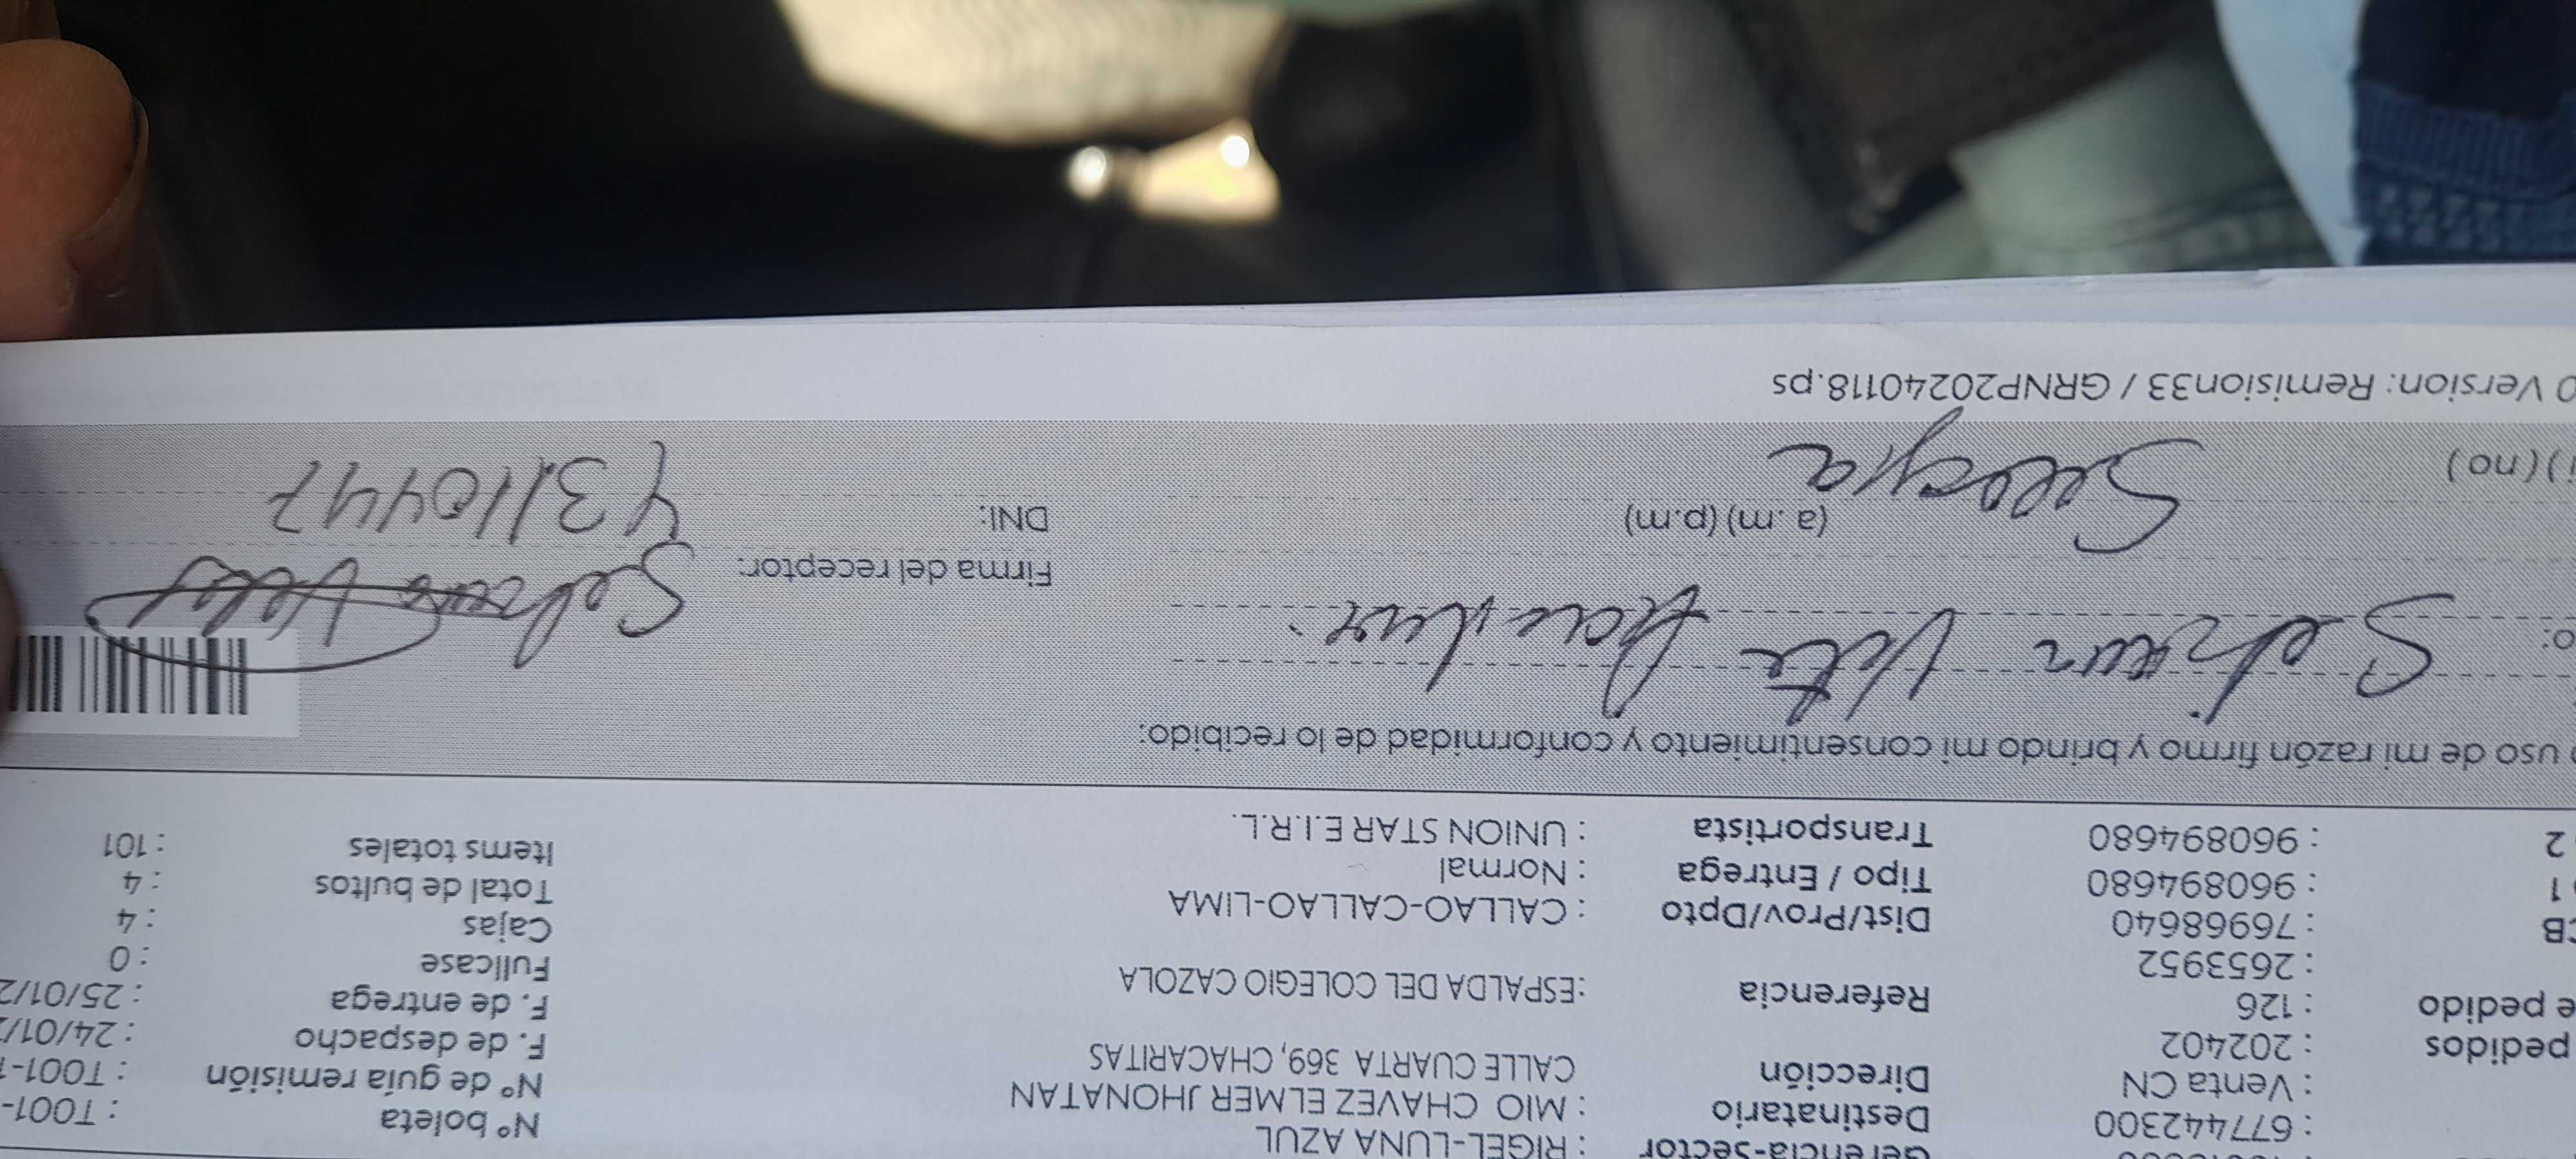 : 677442300
: Venta CN
pedidos : 202402
e pedido : 126
: 2653952
CB : 76968640
1 : 960894680
2 : 960894680
Gerencia-Sector : RIGEL-LUNA AZUL
Destinatario : MIO CHAVEZ ELMER JHONATAN
Dirección CALLE CUARTA 369, CHACARITAS
Referencia :ESPALDA DEL COLEGIO CAZOLA
Dist/Prov/Dpto : CALLAO-CALLAO-LIMA
Tipo / Entrega : Normal
Transportista : UNION STAR E.I.R.L.
N° boleta : T001-
N° de guía remisión : T001-
F. de despacho : 24/01/2
F. de entrega : 25/01/2
Fullcase : 0
Cajas : 4
Total de bultos : 4
Items totales : 101
uso de mi razón firmo y brindo mi consentimiento y conformidad de lo recibido:
o:
Firma del receptor:
(a .m) (p.m)
DNI: 43110447
) ( no )
Suegra
Version: Remision33 / GRNP20240118.ps